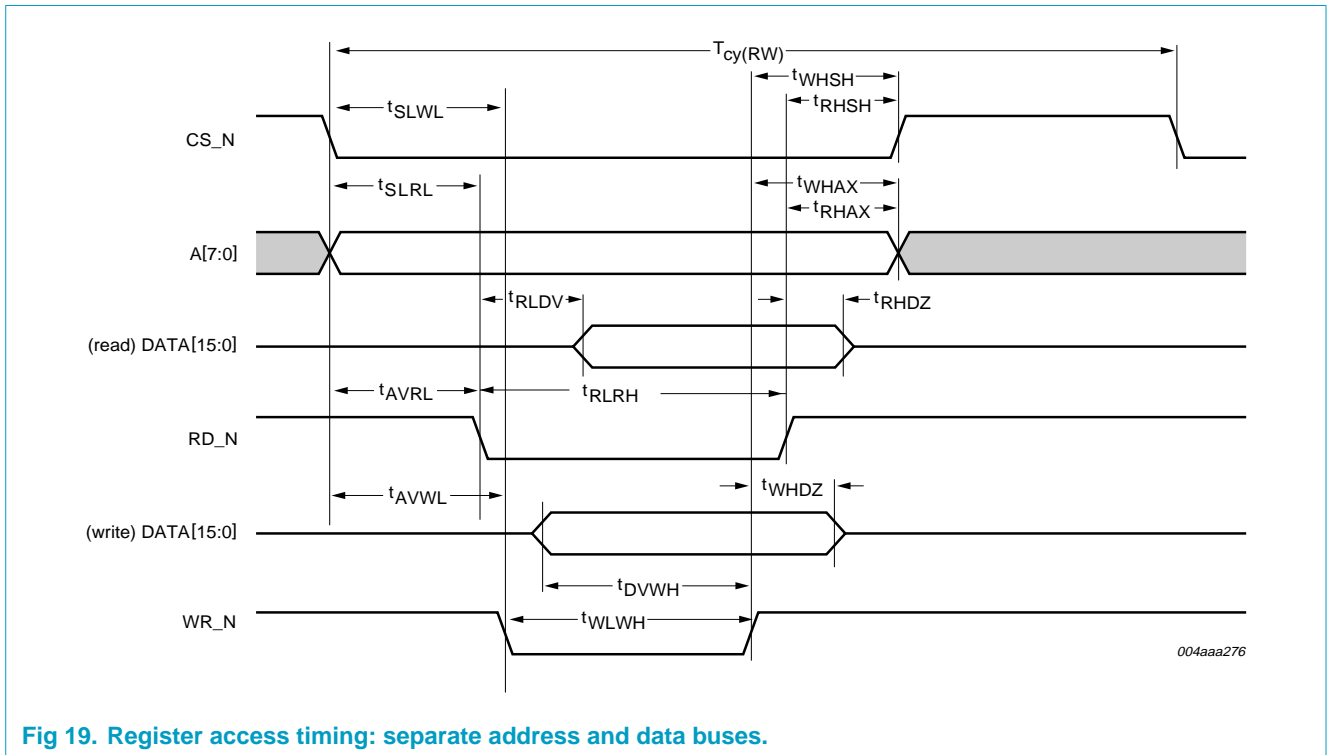 Tcy(RW)
tWHSH
tSLWL
tRHSH
CS_N
tSLRL
tWHAX
tRHAX
A[7:0]
tRLDV
tRHDZ
(read) DATA[15:0]
tAVRL
tRLRH
RD_N
tAVWL
tWHDZ
(write) DATA[15:0]
tDVWH
tWLWH
WR_N
004aaa276
Fig 19. Register access timing: separate address and data buses.